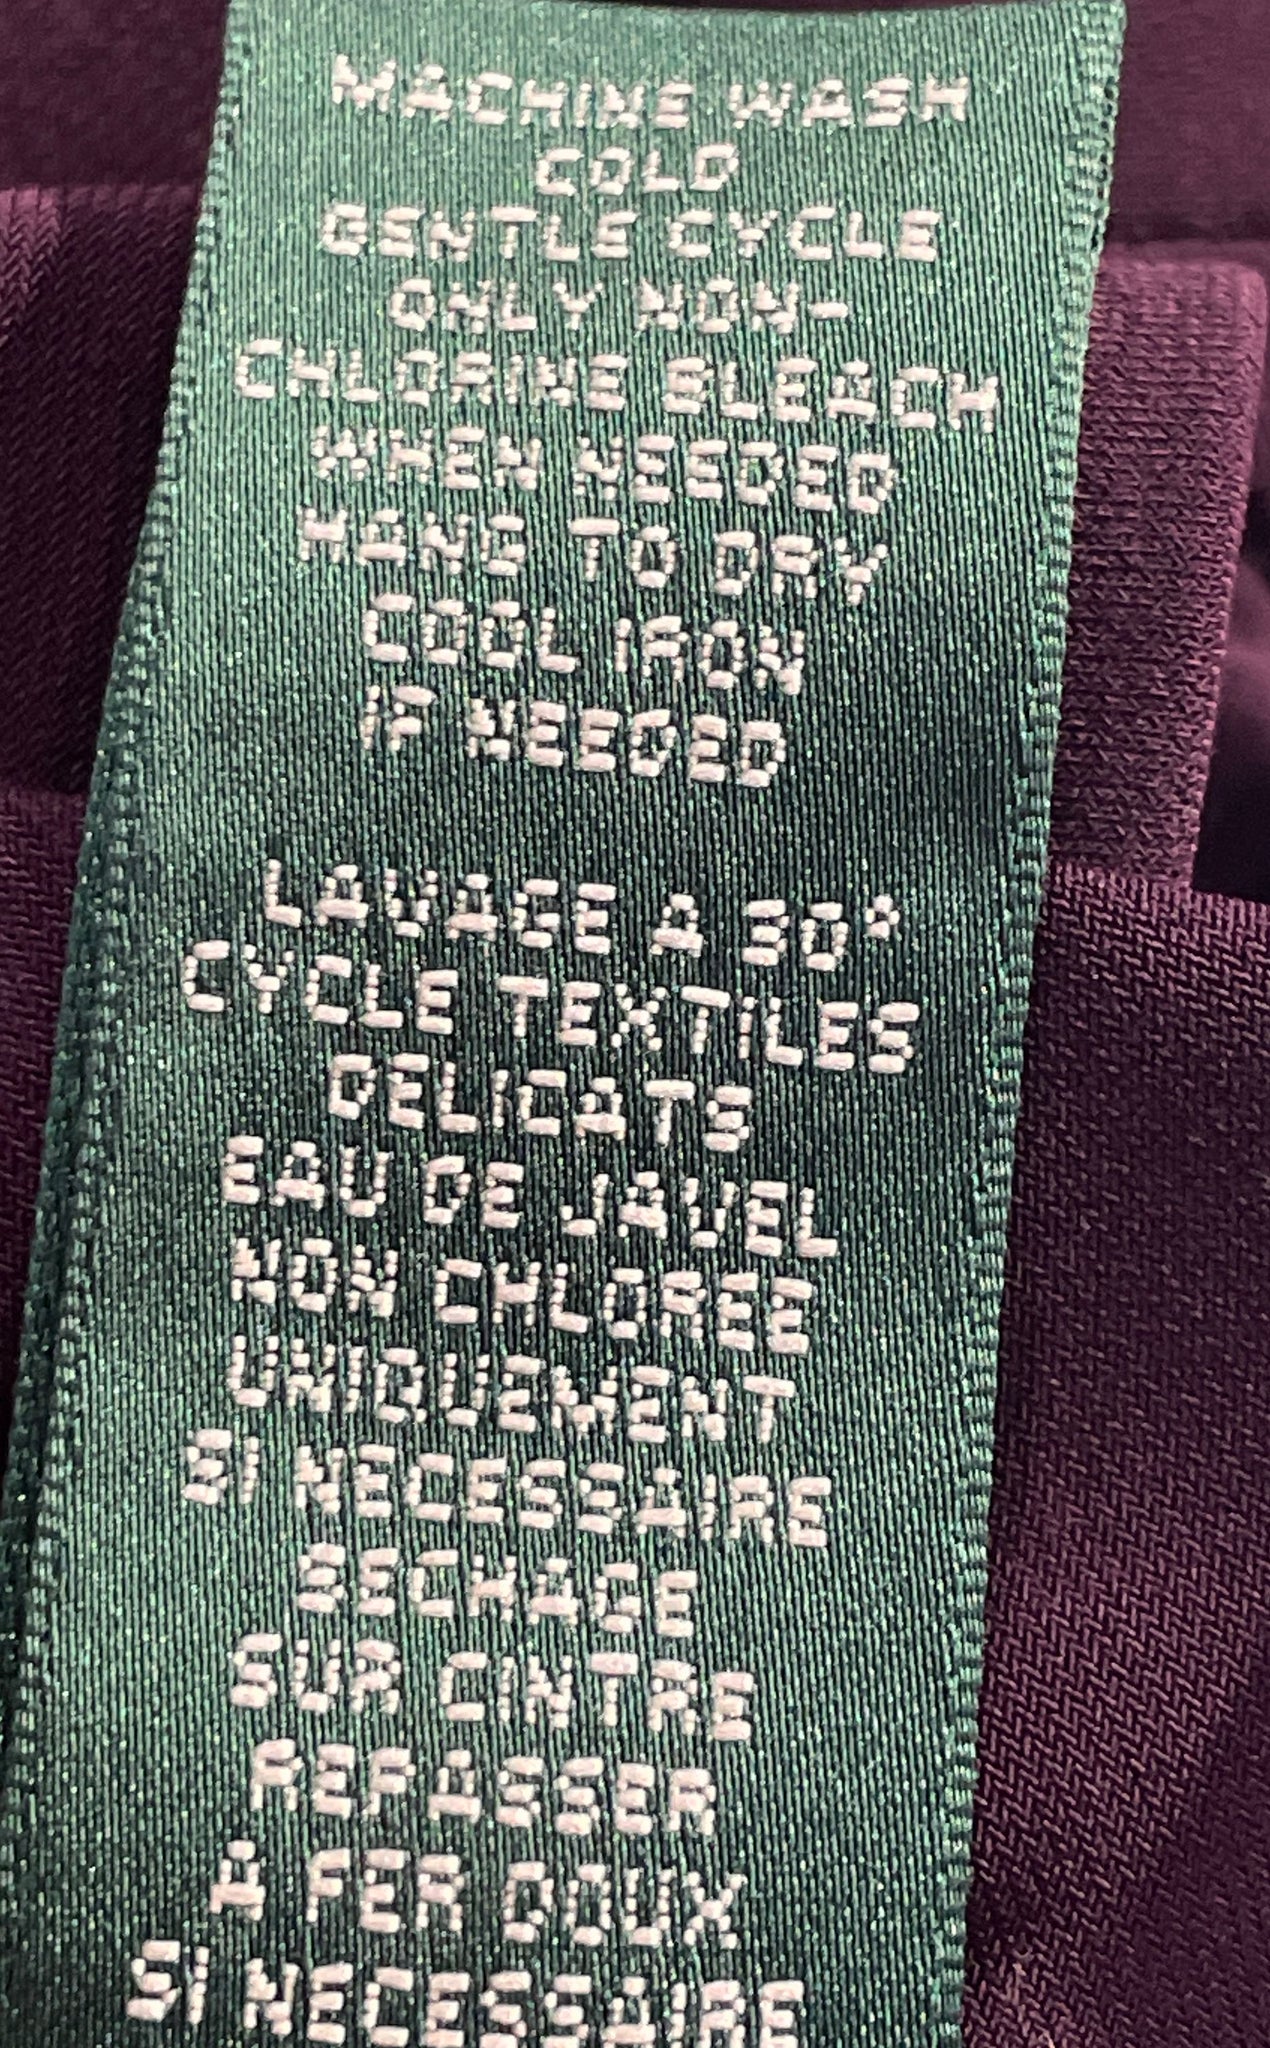 MACHINE WASH
COLD
GENTLE CYCLE
ONLY NON-
CHLORINE BLEACH
WHEN NEEDED
HANG TO DRY
COOL IRON
IF NEEDED
LAVAGE A 30°
CYCLE TEXTILES
DELICATS
EAU DE JAVEL
NON CHLOREE
UNIQUEMENT
SI NECESSAIRE
SECHAGE
SUR CINTRE
REPASSER
A FER DOUX
SI NECESSAIRE